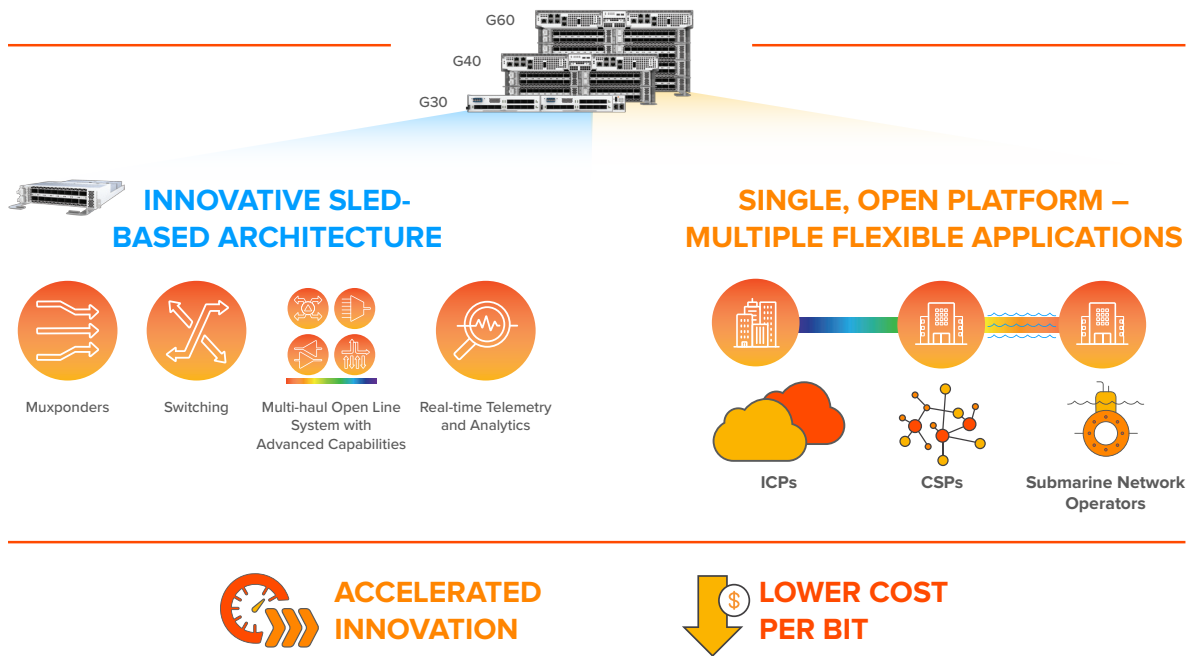 G60
G40
G30
INNOVATIVE SLED-
BASED ARCHITECTURE
SINGLE, OPEN PLATFORM –
MULTIPLE FLEXIBLE APPLICATIONS
Muxponders
Switching
Multi-haul Open Line
System with
Advanced Capabilities
Real-time Telemetry
and Analytics
ICPs
CSPs
Submarine Network
Operators
ACCELERATED
INNOVATION
$
LOWER COST
PER BIT